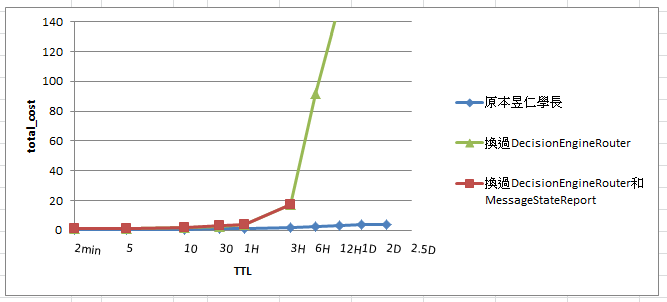 140
120
100
80
60
40
20
0
total_cost
2min 5 10 30 1H 3H 6H 12H 1D 2D 2.5D
TTL
原本昱仁學長
換過DecisionEngineRouter
換過DecisionEngineRouter和
MessageStateReport